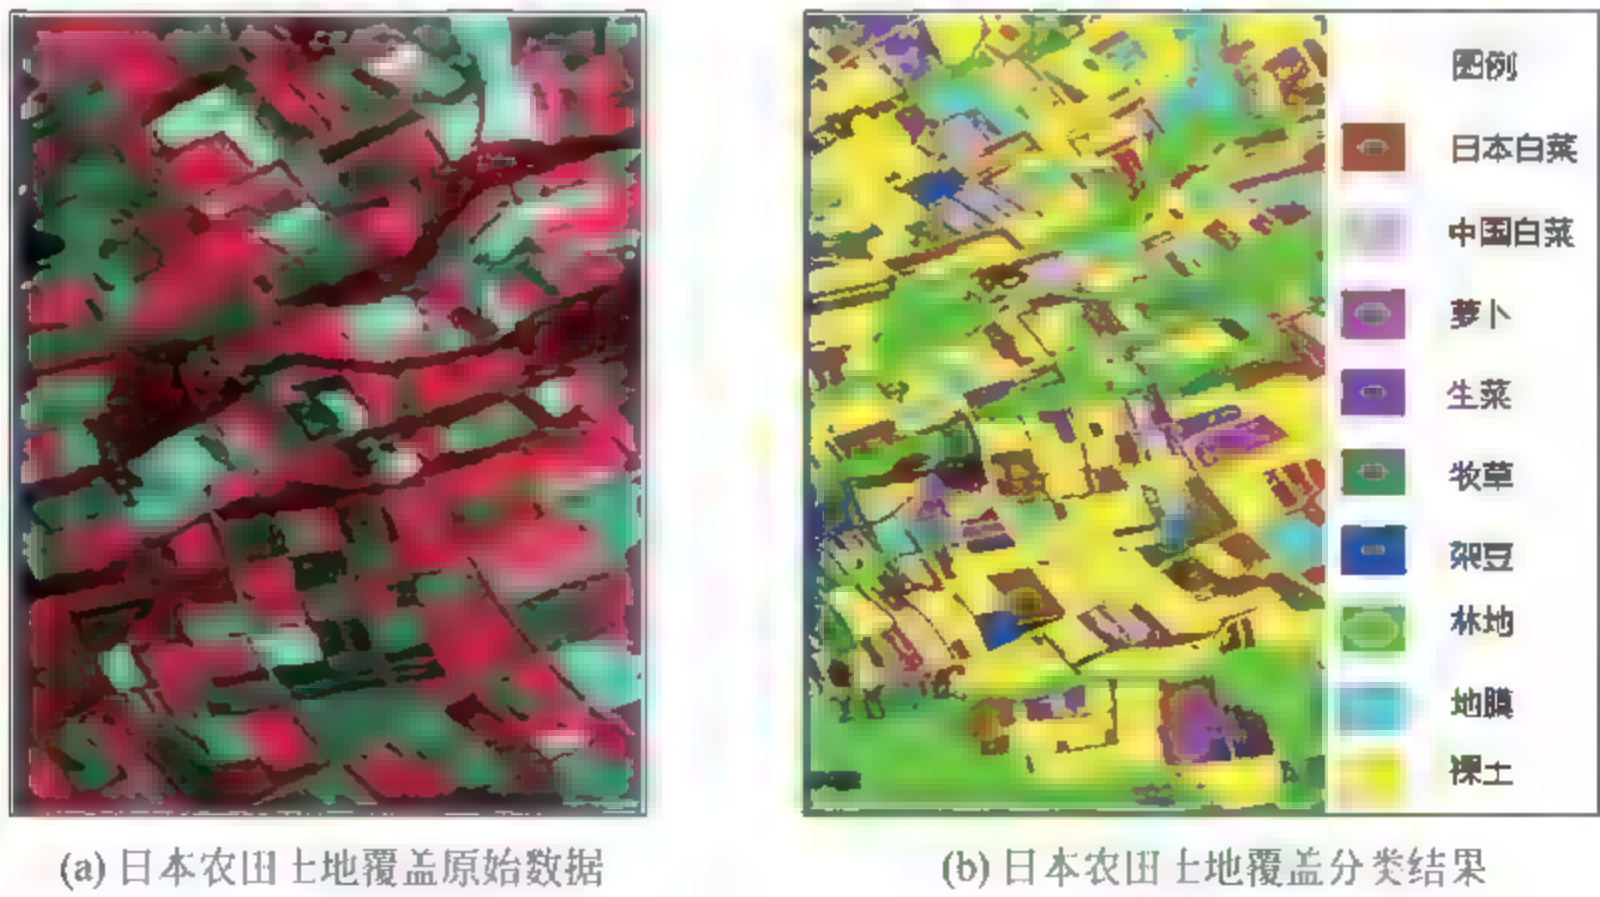 图例
日本白菜
中国白菜
萝卜
生菜
牧草
架豆
林地
地膜
裸土
(a) 日本农田土地覆盖原始数据
(b) 日本农田土地覆盖分类结果